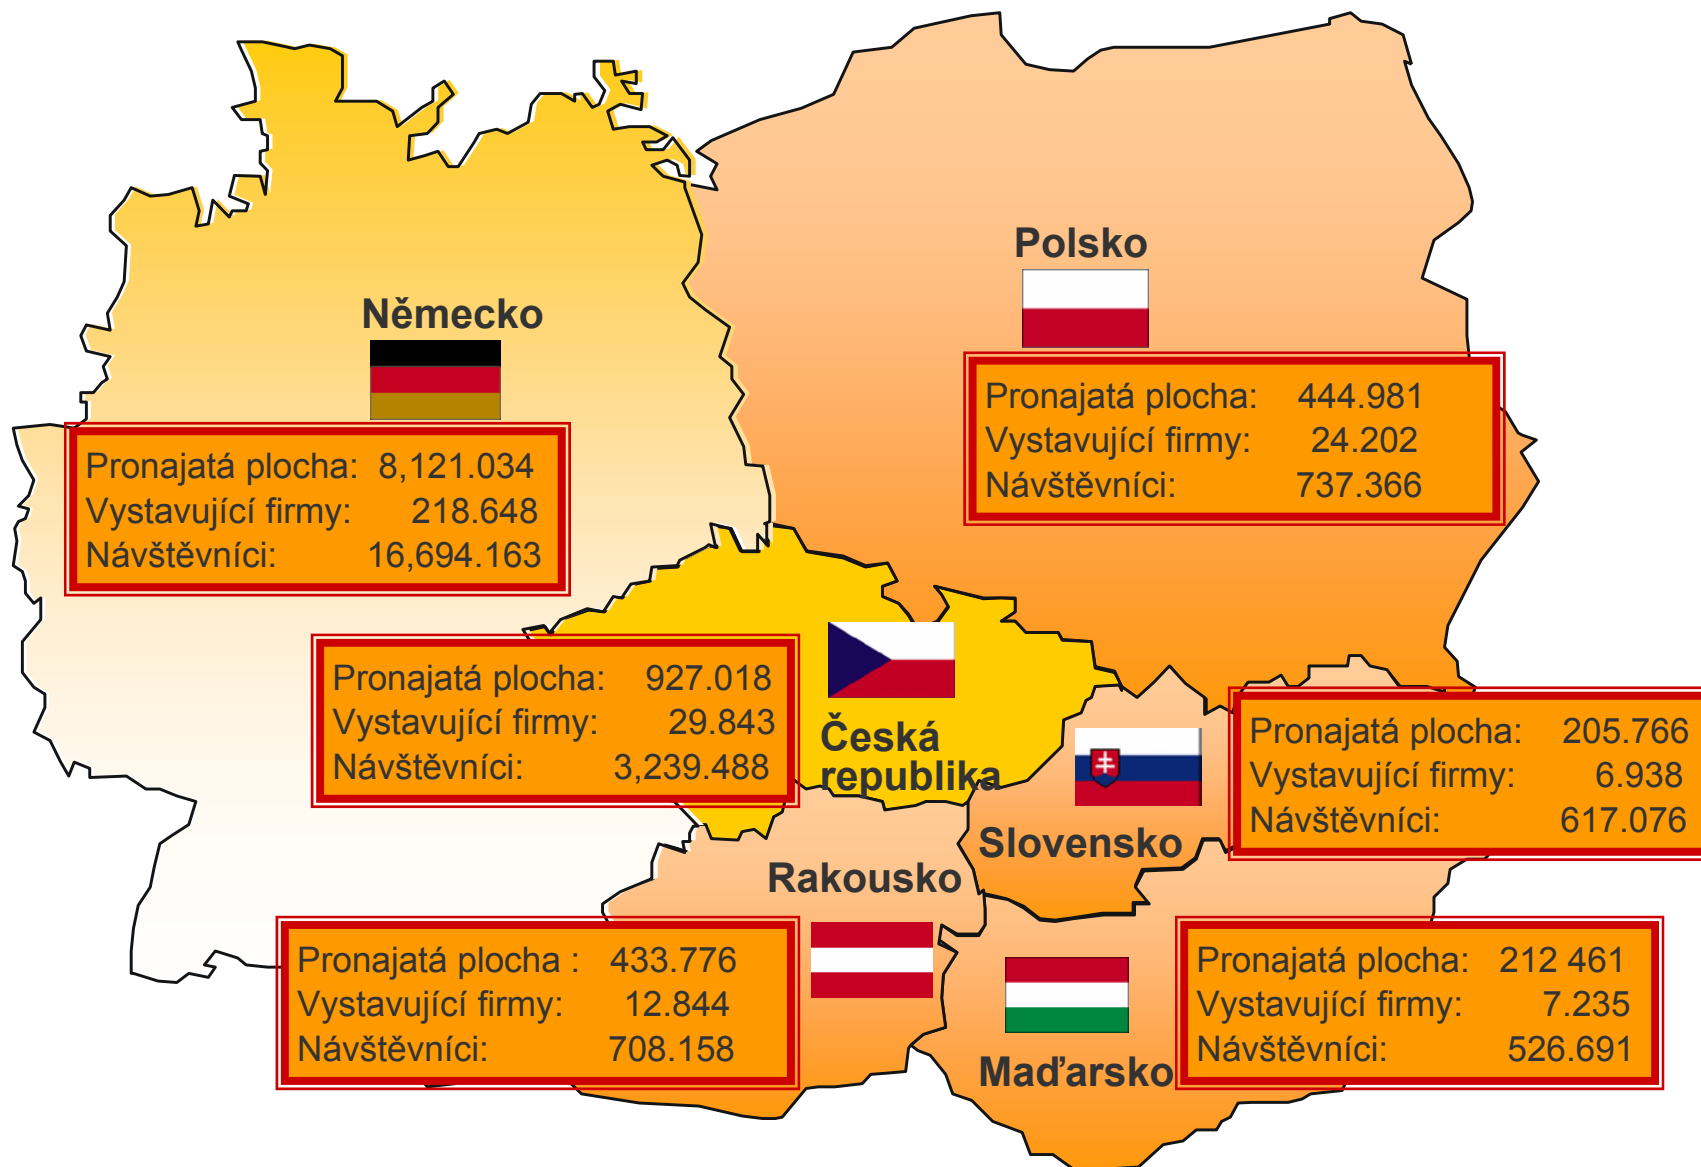 Polsko
Pronajatá plocha: 444.981
Vystavující firmy: 24.202
Návštěvníci: 737.366
Německo
Pronajatá plocha: 8,121.034
Vystavující firmy: 218.648
Návštěvníci: 16,694.163
Pronajatá plocha: 927.018
Vystavující firmy: 29.843
Návštěvníci: 3,239.488
Česká
republika
Pronajatá plocha: 205.766
Vystavující firmy: 6.938
Návštěvníci: 617.076
Slovensko
Rakousko
Pronajatá plocha : 433.776
Vystavující firmy: 12.844
Návštěvníci: 708.158
Pronajatá plocha: 212 461
Vystavující firmy: 7.235
Návštěvníci: 526.691
Maďarsko